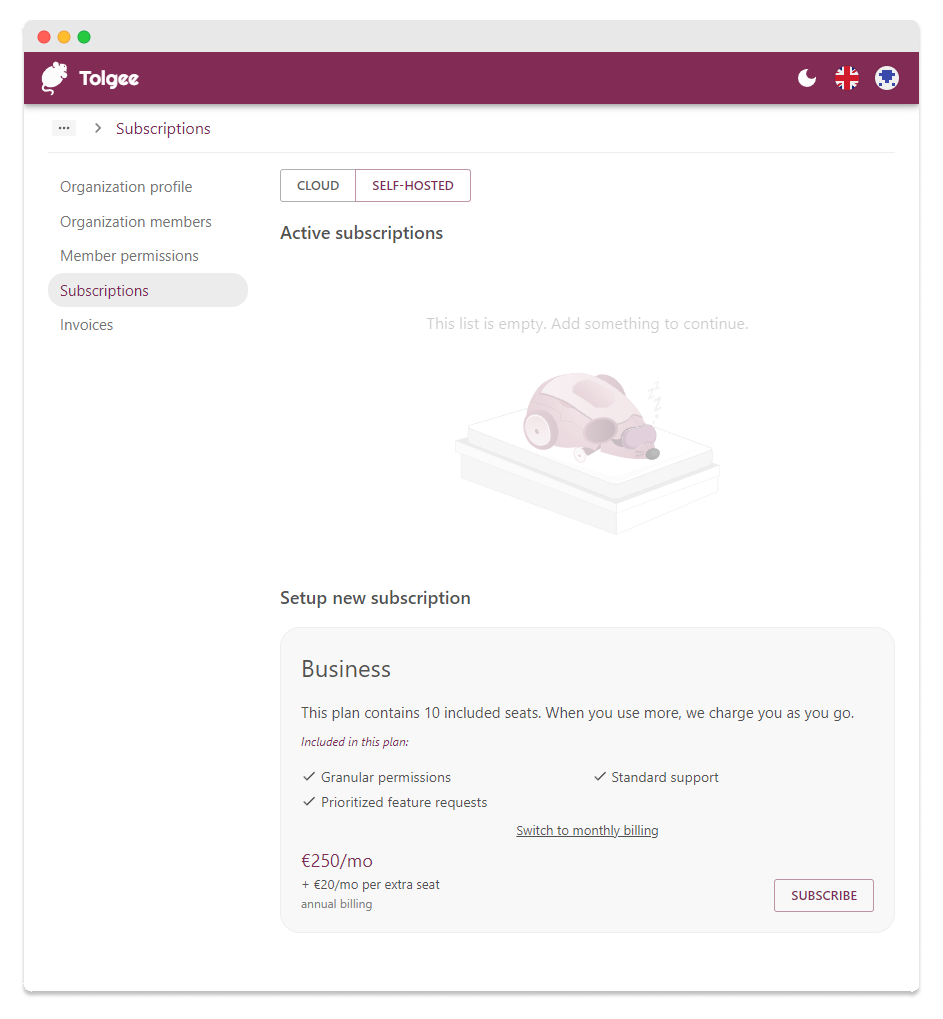 Tolgee
Subscriptions
Organization profile
Organization members
Member permissions
Subscriptions
Invoices
CLOUD
SELF-HOSTED
Active subscriptions
This list is empty. Add something to continue.
zzz
Setup new subscription
Business
This plan contains 10 included seats. When you use more, we charge you as you go.
Included in this plan:
Granular permissions
Standard support
Prioritized feature requests
Switch to monthly billing
€250/mo
+ €20/mo per extra seat
annual billing
SUBSCRIBE